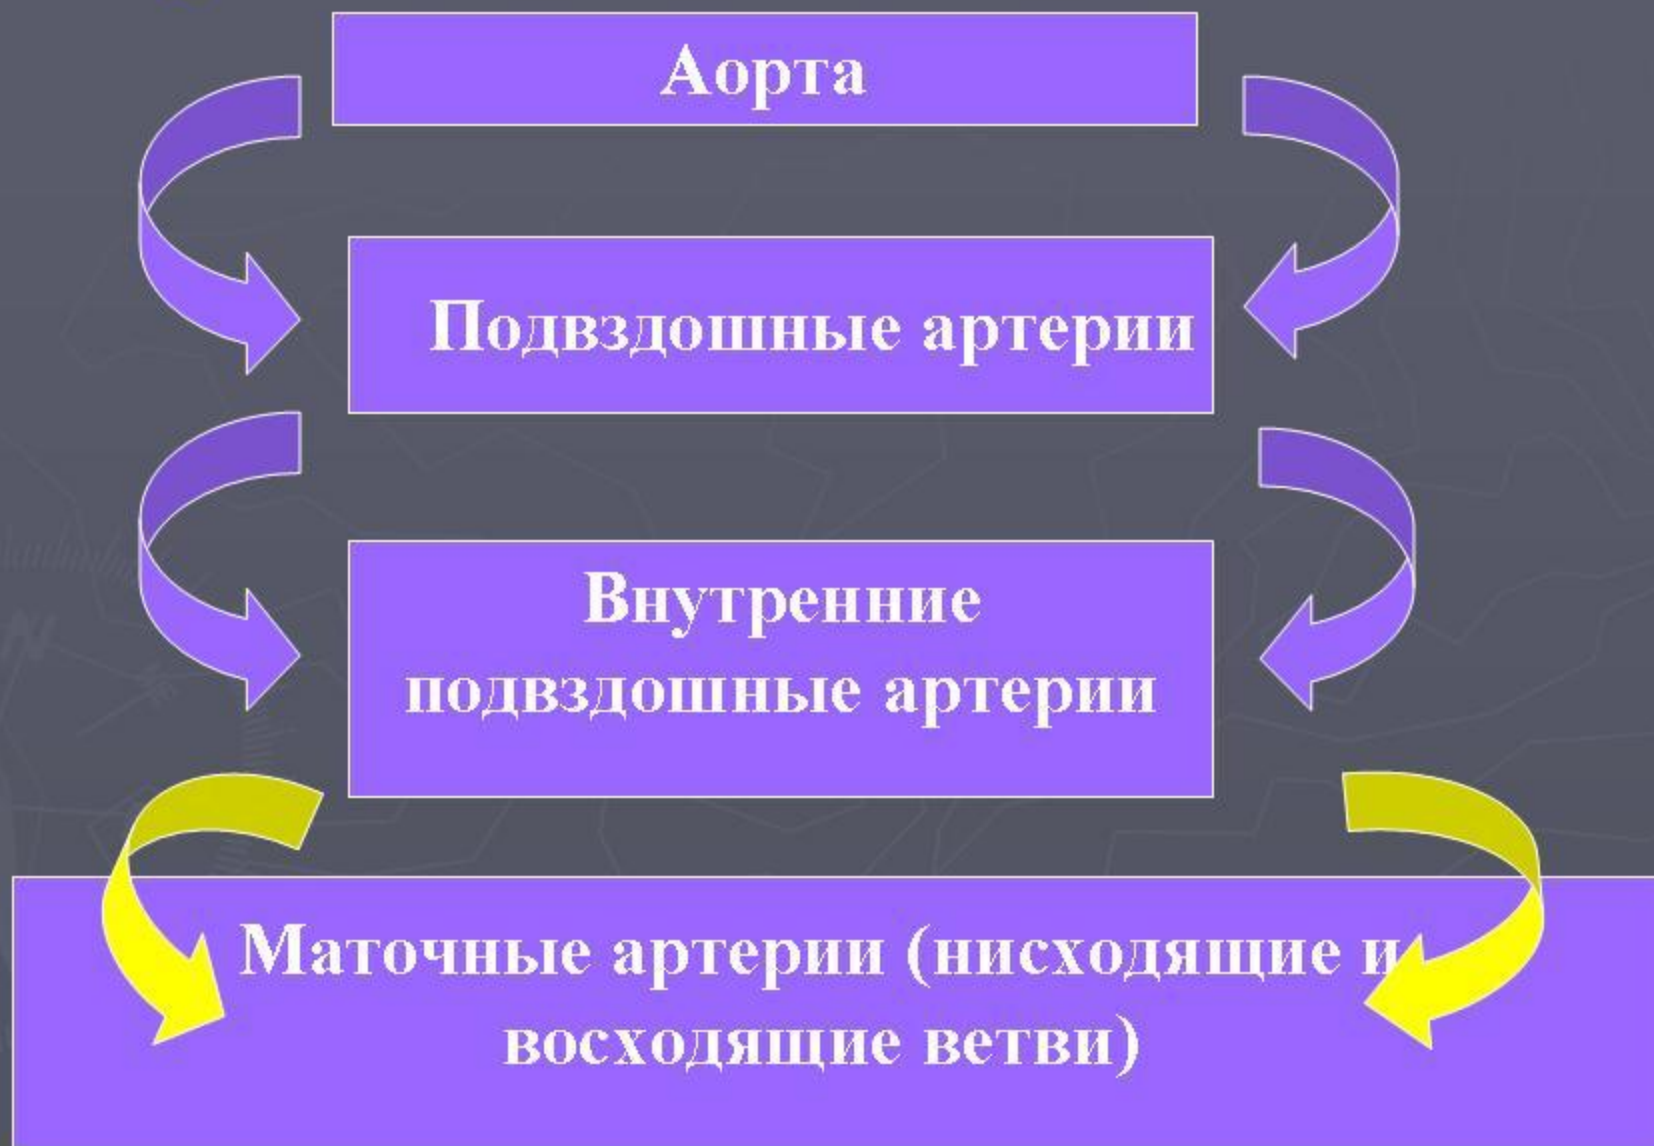 Аорта
Подвздошные артерии
Внутренние
подвздошные артерии
Маточные артерии (нисходящие и
восходящие ветви)